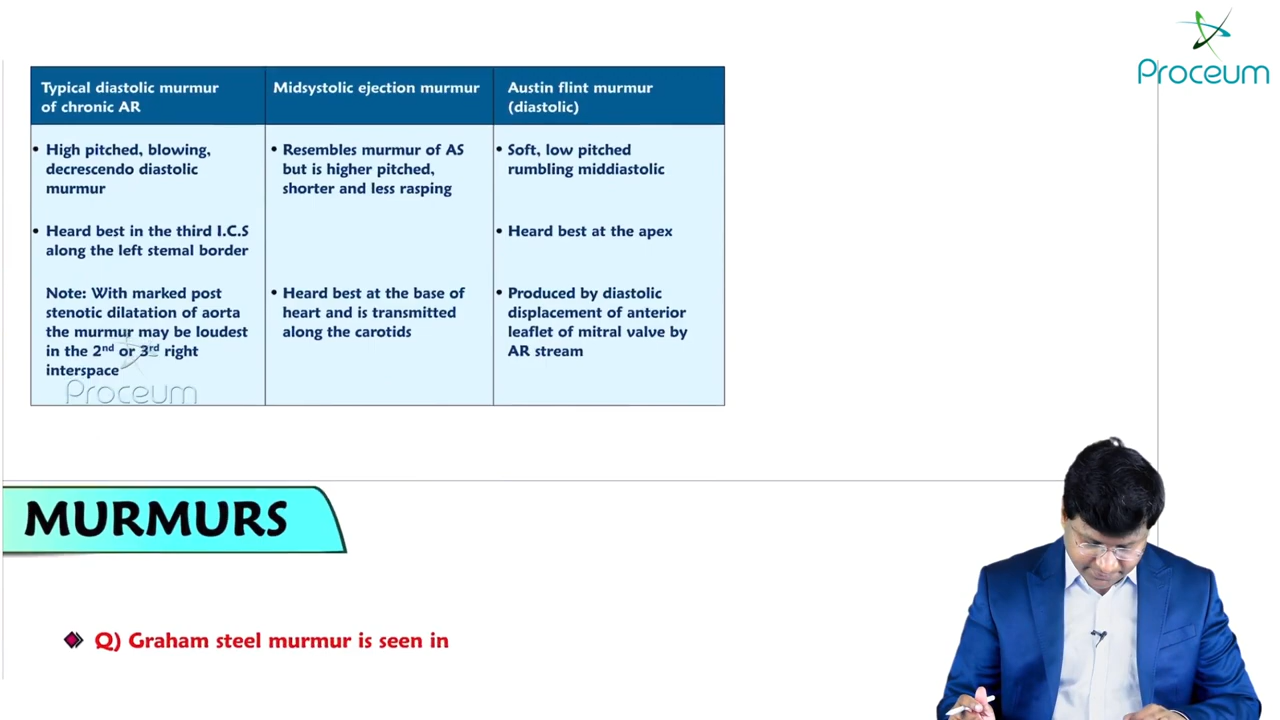 Proceum
Typical diastolic murmur
of chronic AR
Midsystolic ejection murmur
Austin flint murmur
(diastolic)
• High pitched, blowing,
decrescendo diastolic
murmur
• Heard best in the third I.C.S
along the left stemal border
Note: With marked post
stenotic dilatation of aorta
the murmur may be loudest
in the 2nd or 3rd right
interspace
• Resembles murmur of AS
but is higher pitched,
shorter and less rasping
• Heard best at the base of
heart and is transmitted
along the carotids
• Soft, low pitched
rumbling middiastolic
• Heard best at the apex
• Produced by diastolic
displacement of anterior
leaflet of mitral valve by
AR stream
Proceum
MURMURS
Q) Graham steel murmur is seen in